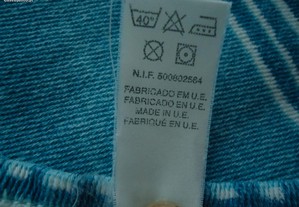 40°
N.I.F. 500802564
FABRICADO EM U.E.
FABRICADO EN U.E.
MADE IN U.E.
FABRIQUÉ EN U.E.